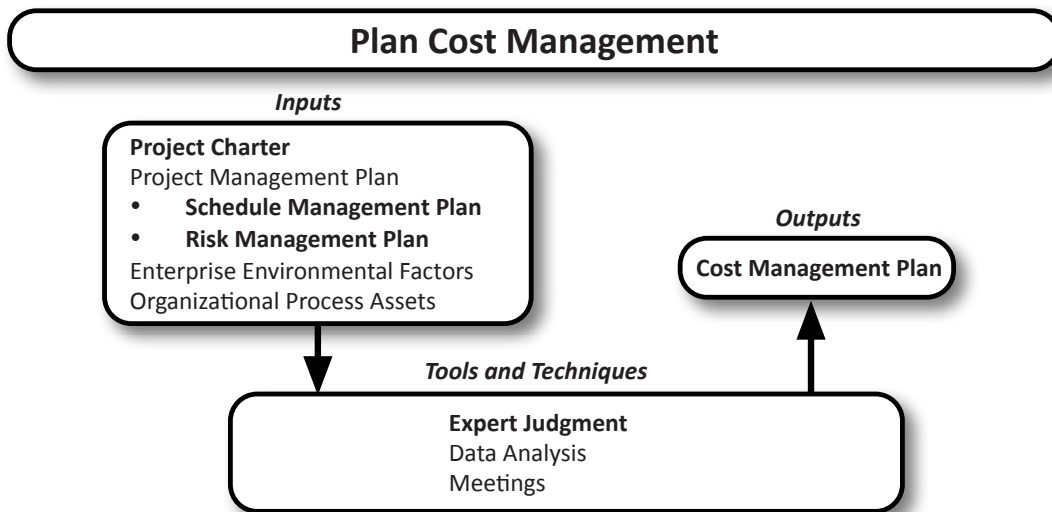 Plan Cost Management
Inputs
Project Charter
Project Management Plan
• Schedule Management Plan
• Risk Management Plan
Enterprise Environmental Factors
Organizational Process Assets
Outputs
Cost Management Plan
Tools and Techniques
Expert Judgment
Data Analysis
Meetings